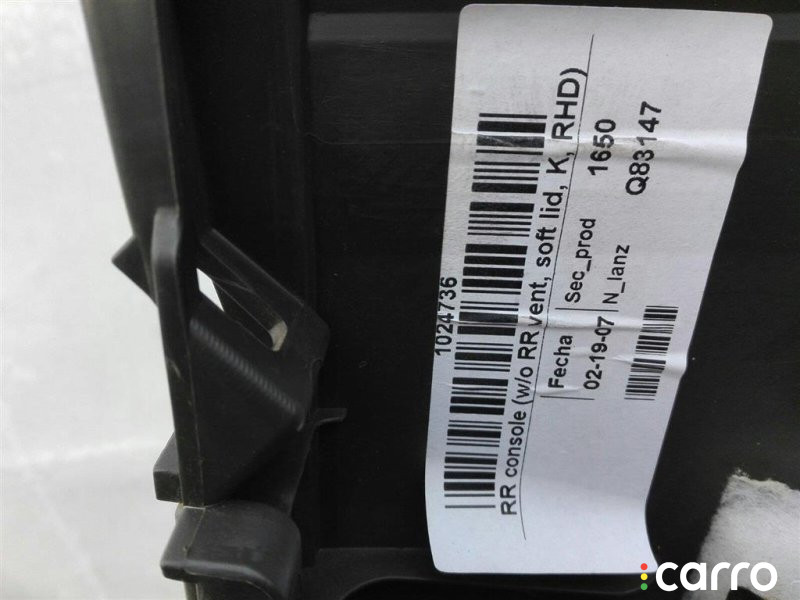 1024736
RR console (w/o RR vent, soft lid, K, RHD)
Fecha Sec_prod 1650
02-19-07 N_lanz Q83147
carro